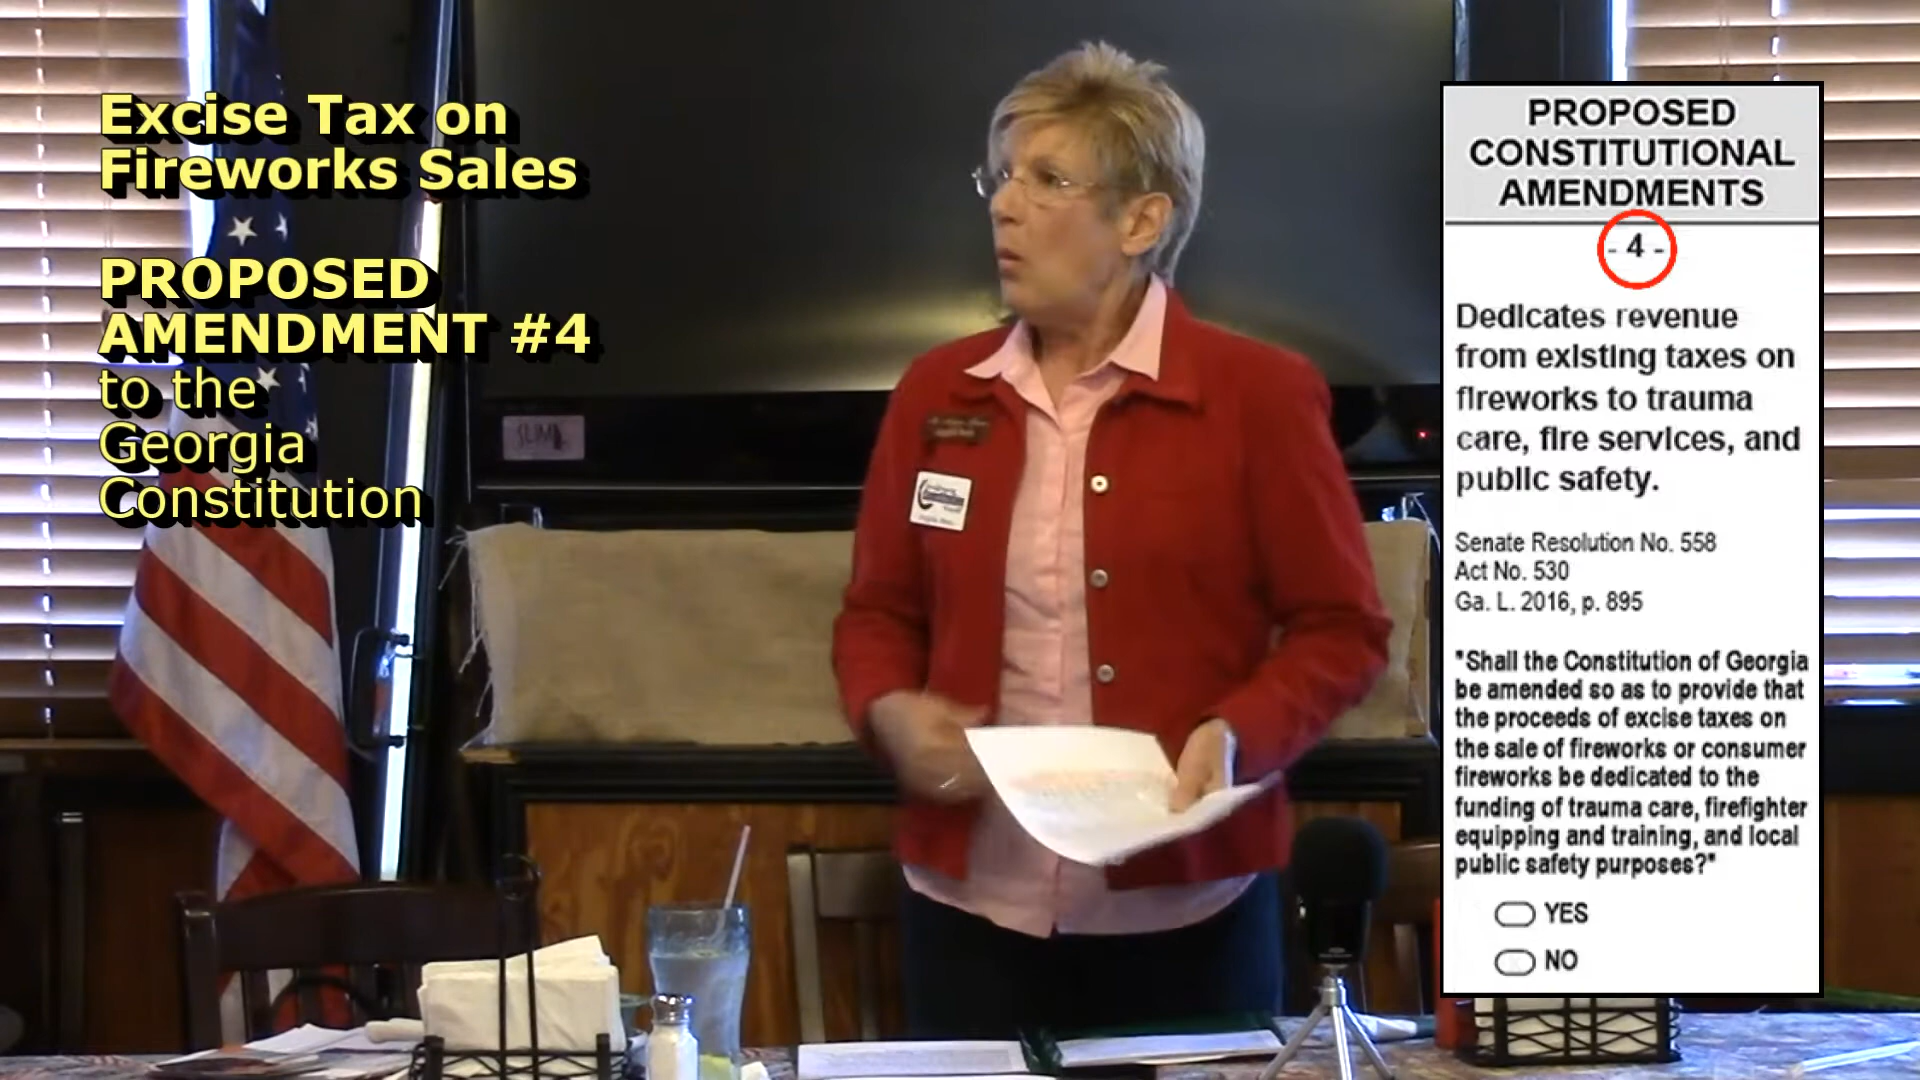 Excise Tax on
Fireworks Sales
PROPOSED
AMENDMENT #4
to the
Georgia
Constitution
PROPOSED
CONSTITUTIONAL
AMENDMENTS
- 4 -
Dedicates revenue
from existing taxes on
fireworks to trauma
care, fire services, and
public safety.
Senate Resolution No. 558
Act No. 530
Ga. L. 2016, p. 895
"Shall the Constitution of Georgia
be amended so as to provide that
the proceeds of excise taxes on
the sale of fireworks or consumer
fireworks be dedicated to the
funding of trauma care, firefighter
equipping and training, and local
public safety purposes?"
YES
NO